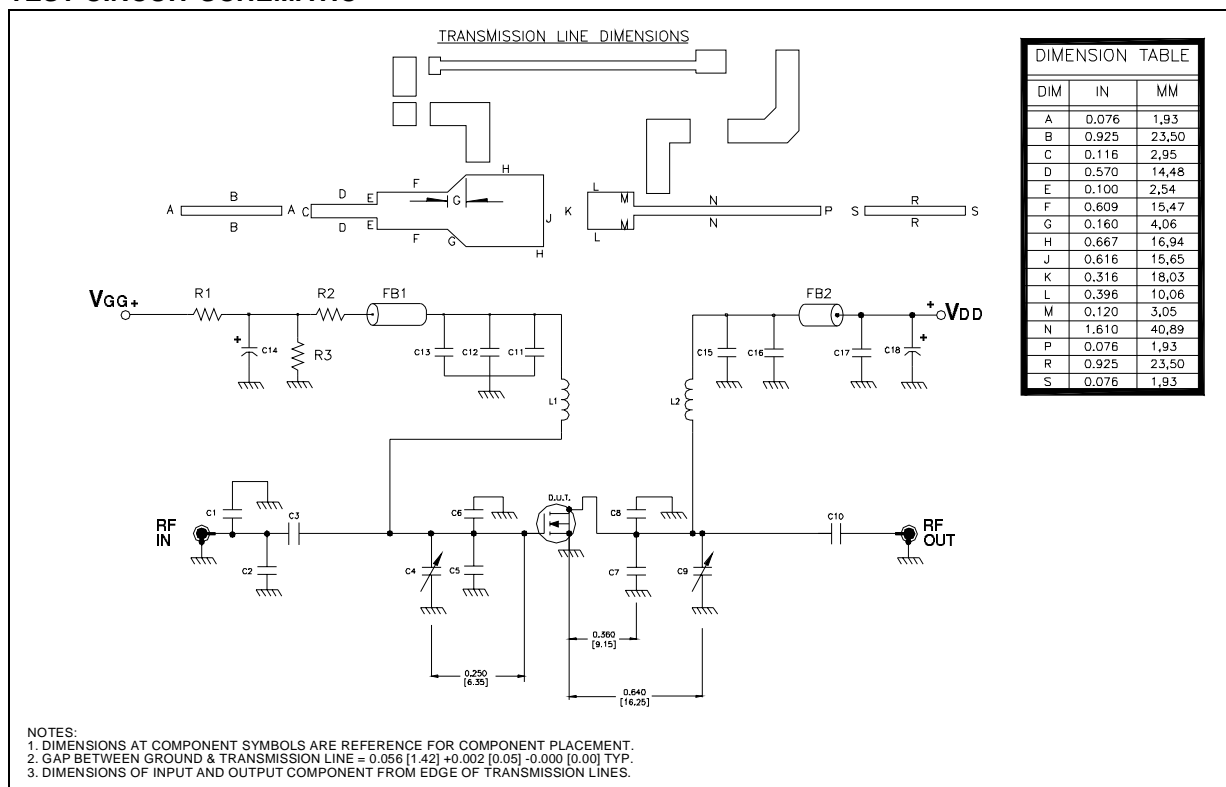 TRANSMISSION LINE DIMENSIONS
DIMENSION TABLE
DIM IN MM
A 0.076 1,93
B 0.925 23,50
C 0.116 2,95
D 0.570 14,48
E 0.100 2,54
F 0.609 15,47
G 0.160 4,06
H 0.667 16,94
J 0.616 15,65
K 0.316 18,03
L 0.396 10,06
M 0.120 3,05
N 1.610 40,89
P 0.076 1,93
R 0.925 23,50
S 0.076 1,93
H
B D E F G L M N R
A A C J K P S S
B D E F G L M N R
H
VGG+ R1 R2 FB1 FB2 + VDD
+ C14 R3 C13 C12 C11 C15 C16 C17 C18 +
L1 L2
D.U.T.
C1 C3 C6 C8 C10
RF IN
RF OUT
C2 C4 C5 C7 C9
0.360
[9.15]
0.250
[6.35]
0.640
[16.25]
NOTES:
1. DIMENSIONS AT COMPONENT SYMBOLS ARE REFERENCE FOR COMPONENT PLACEMENT.
2. GAP BETWEEN GROUND & TRANSMISSION LINE = 0.056 [1.42] +0.002 [0.05] -0.000 [0.00] TYP.
3. DIMENSIONS OF INPUT AND OUTPUT COMPONENT FROM EDGE OF TRANSMISSION LINES.